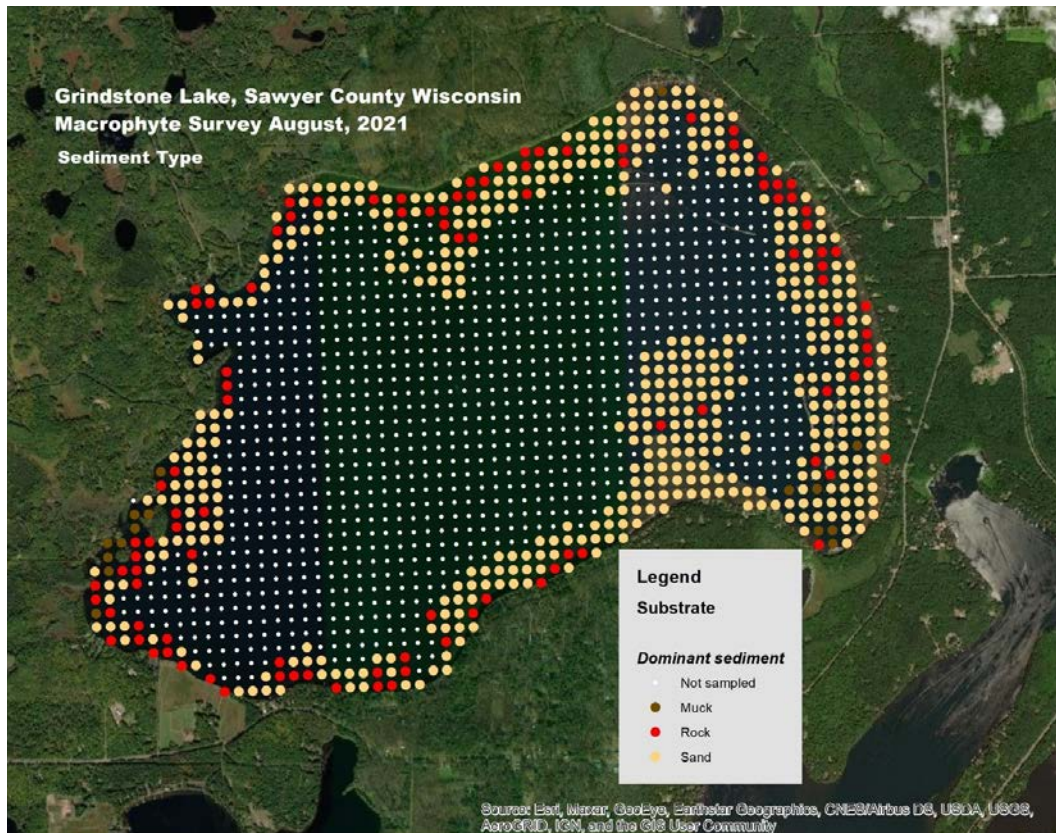 Grindstone Lake, Sawyer County Wisconsin
Macrophyte Survey August, 2021
Sediment Type
Legend
Substrate
Dominant sediment
Not sampled
Muck
Rock
Sand
Source: Esri, Maxar, GeoEye, Earthstar Geographics, CNES/Airbus DS, USDA, USGS,
AeroGRID, IGN, and the GIS User Community